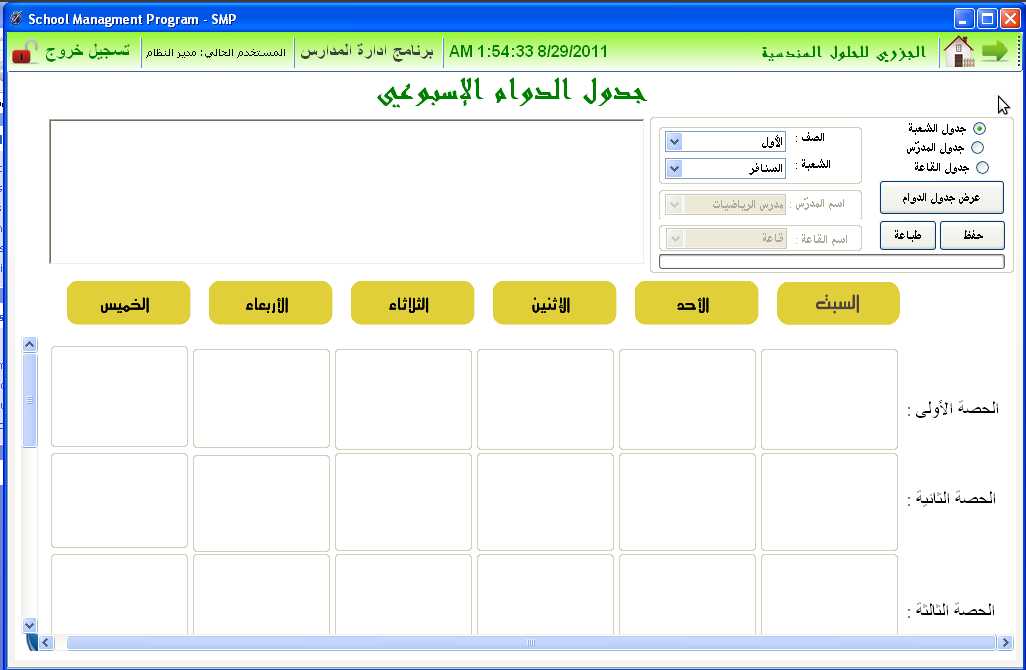 School Managment Program - SMP
الجزري للحلول الهندسية
AM 1:54:33 8/29/2011
برنامج ادارة المدارس
المستخدم الحالي: مدير النظام
تسجيل خروج
جدول الدوام الإسبوعي
جدول الشعبة
جدول المدرّس
جدول القاعة
عرض جدول الدوام
حفظ
طباعة
الصف : الأول
الشعبة : السنافر
اسم المدرّس : مدرس الرياضيات
اسم القاعة : قاعة
السبت
الأحد
الإثنين
الثلاثاء
الأربعاء
الخميس
الحصة الأولى :
الحصة الثانية :
الحصة الثالثة :